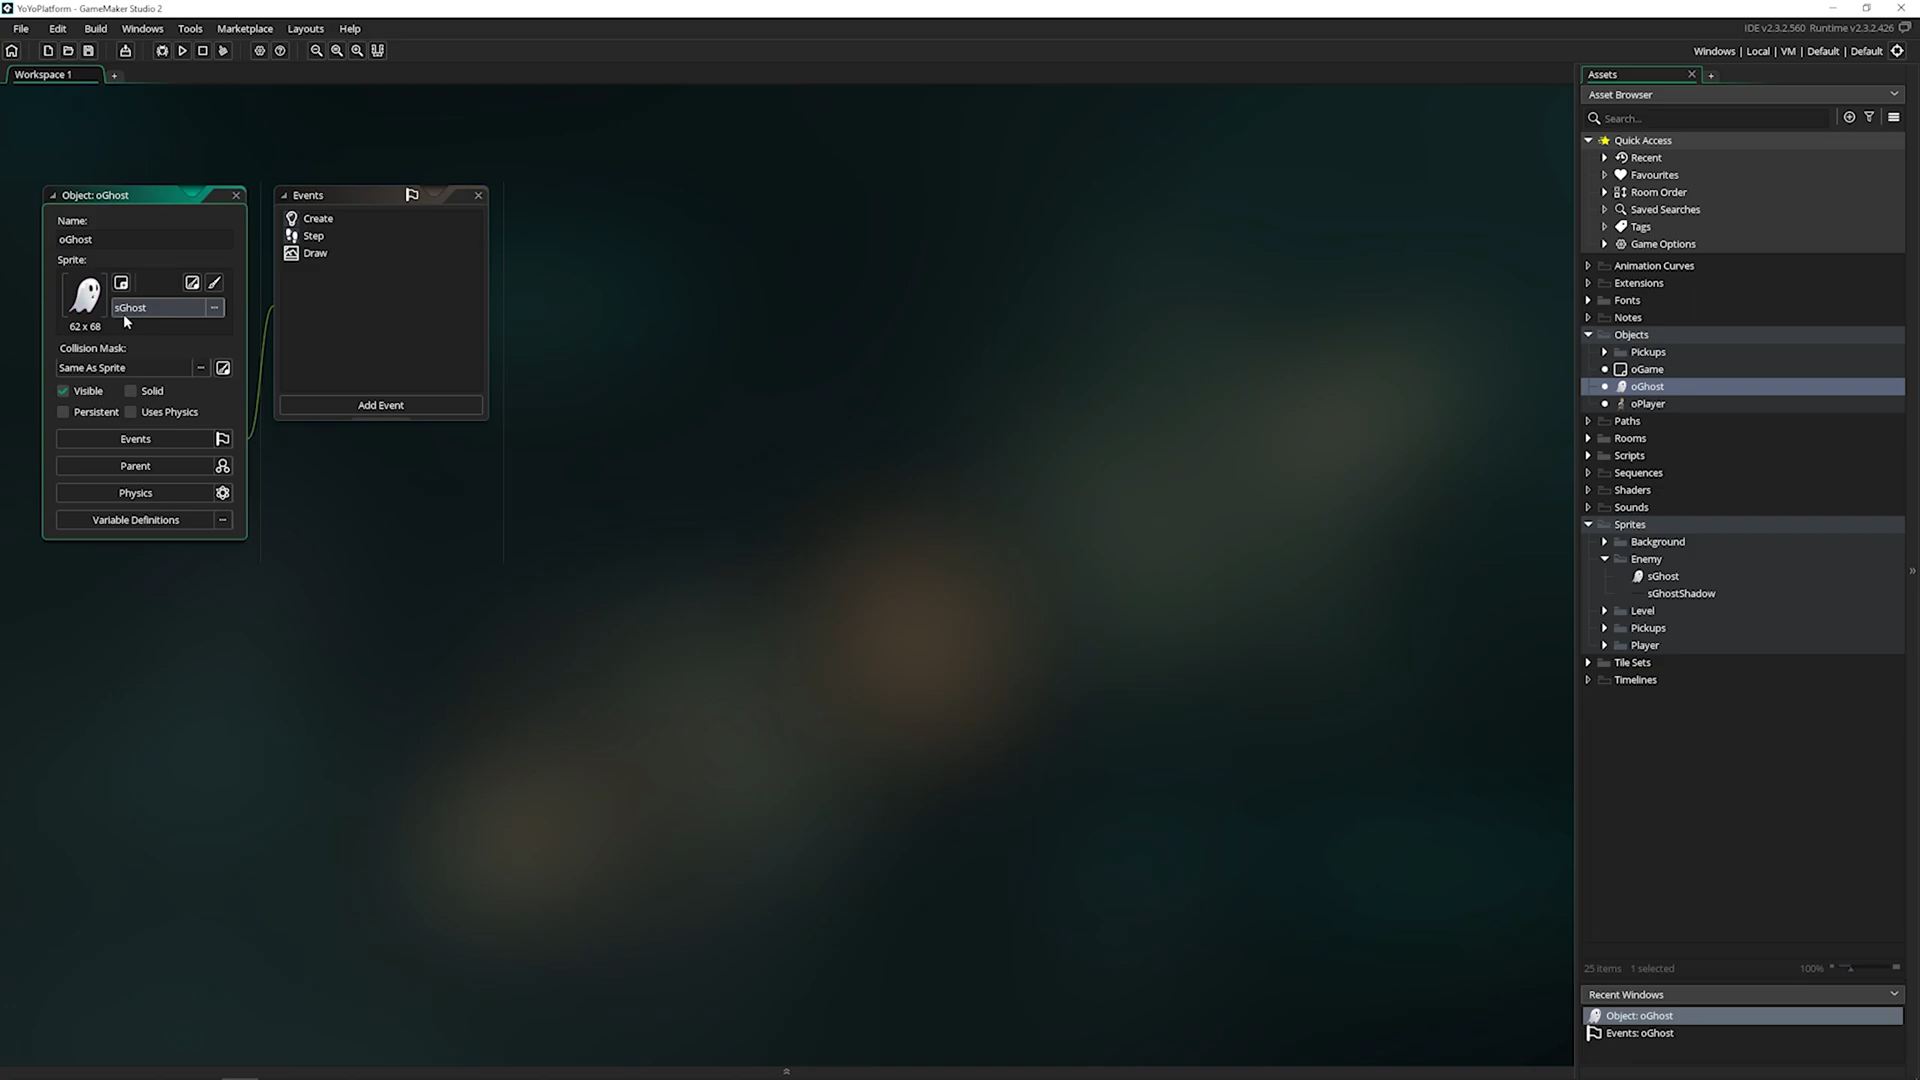 YoYoPlatform - GameMaker Studio 2
File Edit Build Windows Tools Marketplace Layouts Help
IDE v2.3.2.560 Runtime v2.3.2.426
Windows | Local | VM | Default | Default
Workspace 1
Assets
Asset Browser
Search...
Quick Access
Recent
Favourites
Room Order
Saved Searches
Tags
Game Options
Animation Curves
Extensions
Fonts
Notes
Objects
Pickups
oGame
oGhost
oPlayer
Paths
Rooms
Scripts
Sequences
Shaders
Sounds
Sprites
Background
Enemy
sGhost
sGhostShadow
Level
Pickups
Player
Tile Sets
Timelines
25 items 1 selected 100%
Recent Windows
Object: oGhost
Events: oGhost
Object: oGhost
Name:
oGhost
Sprite:
sGhost
62 x 68
Collision Mask:
Same As Sprite
Visible Solid
Persistent Uses Physics
Events
Parent
Physics
Variable Definitions
Events
Create
Step
Draw
Add Event